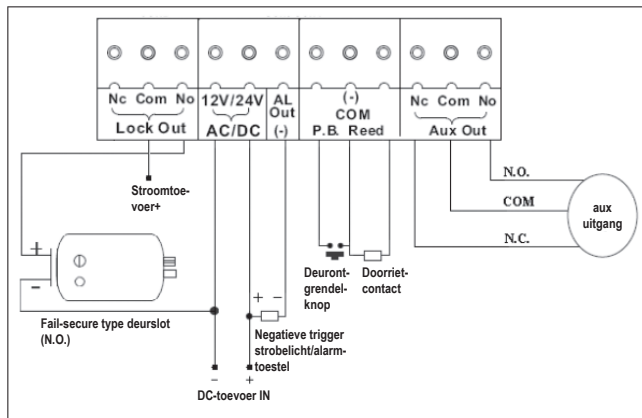 Nc Com No
Lock Out
12V/24V
AC/DC
AL
Out
(-)
(-)
COM
P.B. Reed
Nc Com No
Aux Out
Stroomtoe-
voer+
N.O.
COM
N.C.
aux
uitgang
+
–
Deuront-
grendel-
knop
Doorriet-
contact
Fail-secure type deurslot
(N.O.)
+ –
Negatieve trigger
strobelicht/alarm-
toestel
– +
DC-toevoer IN